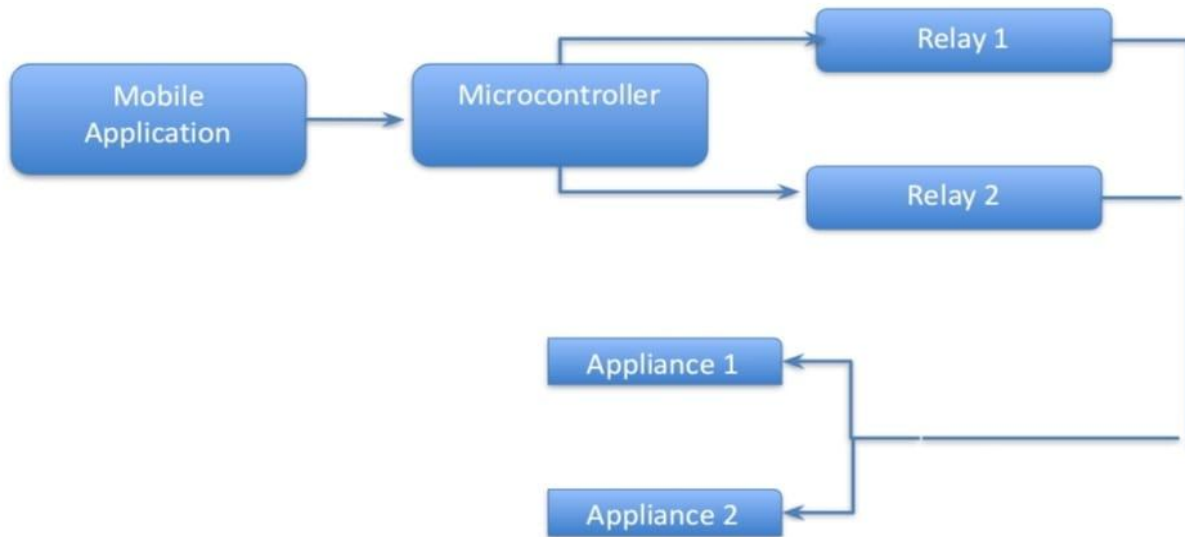 Mobile
Application
Microcontroller
Relay 1
Relay 2
Appliance 1
Appliance 2